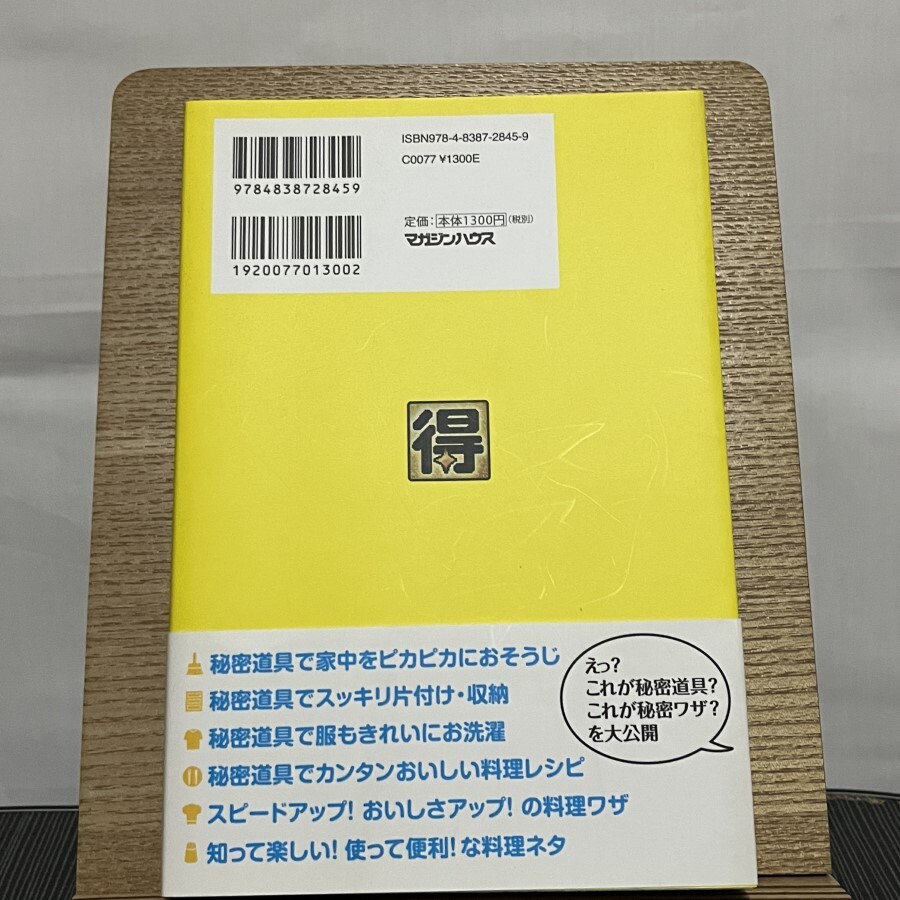 ISBN978-4-8387-2845-9
C0077 ¥1300E
9784838728459
定価：本体1300円（税別）
マガジンハウス
1920077013002
得
秘密道具で家中をピカピカにおそうじ
秘密道具でスッキリ片付け・収納
秘密道具で服もきれいにお洗濯
秘密道具でカンタンおいしい料理レシピ
スピードアップ！おいしさアップ！の料理ワザ
知って楽しい！使って便利！な料理ネタ
えっ？
これが秘密道具？
これが秘密ワザ？
を大公開